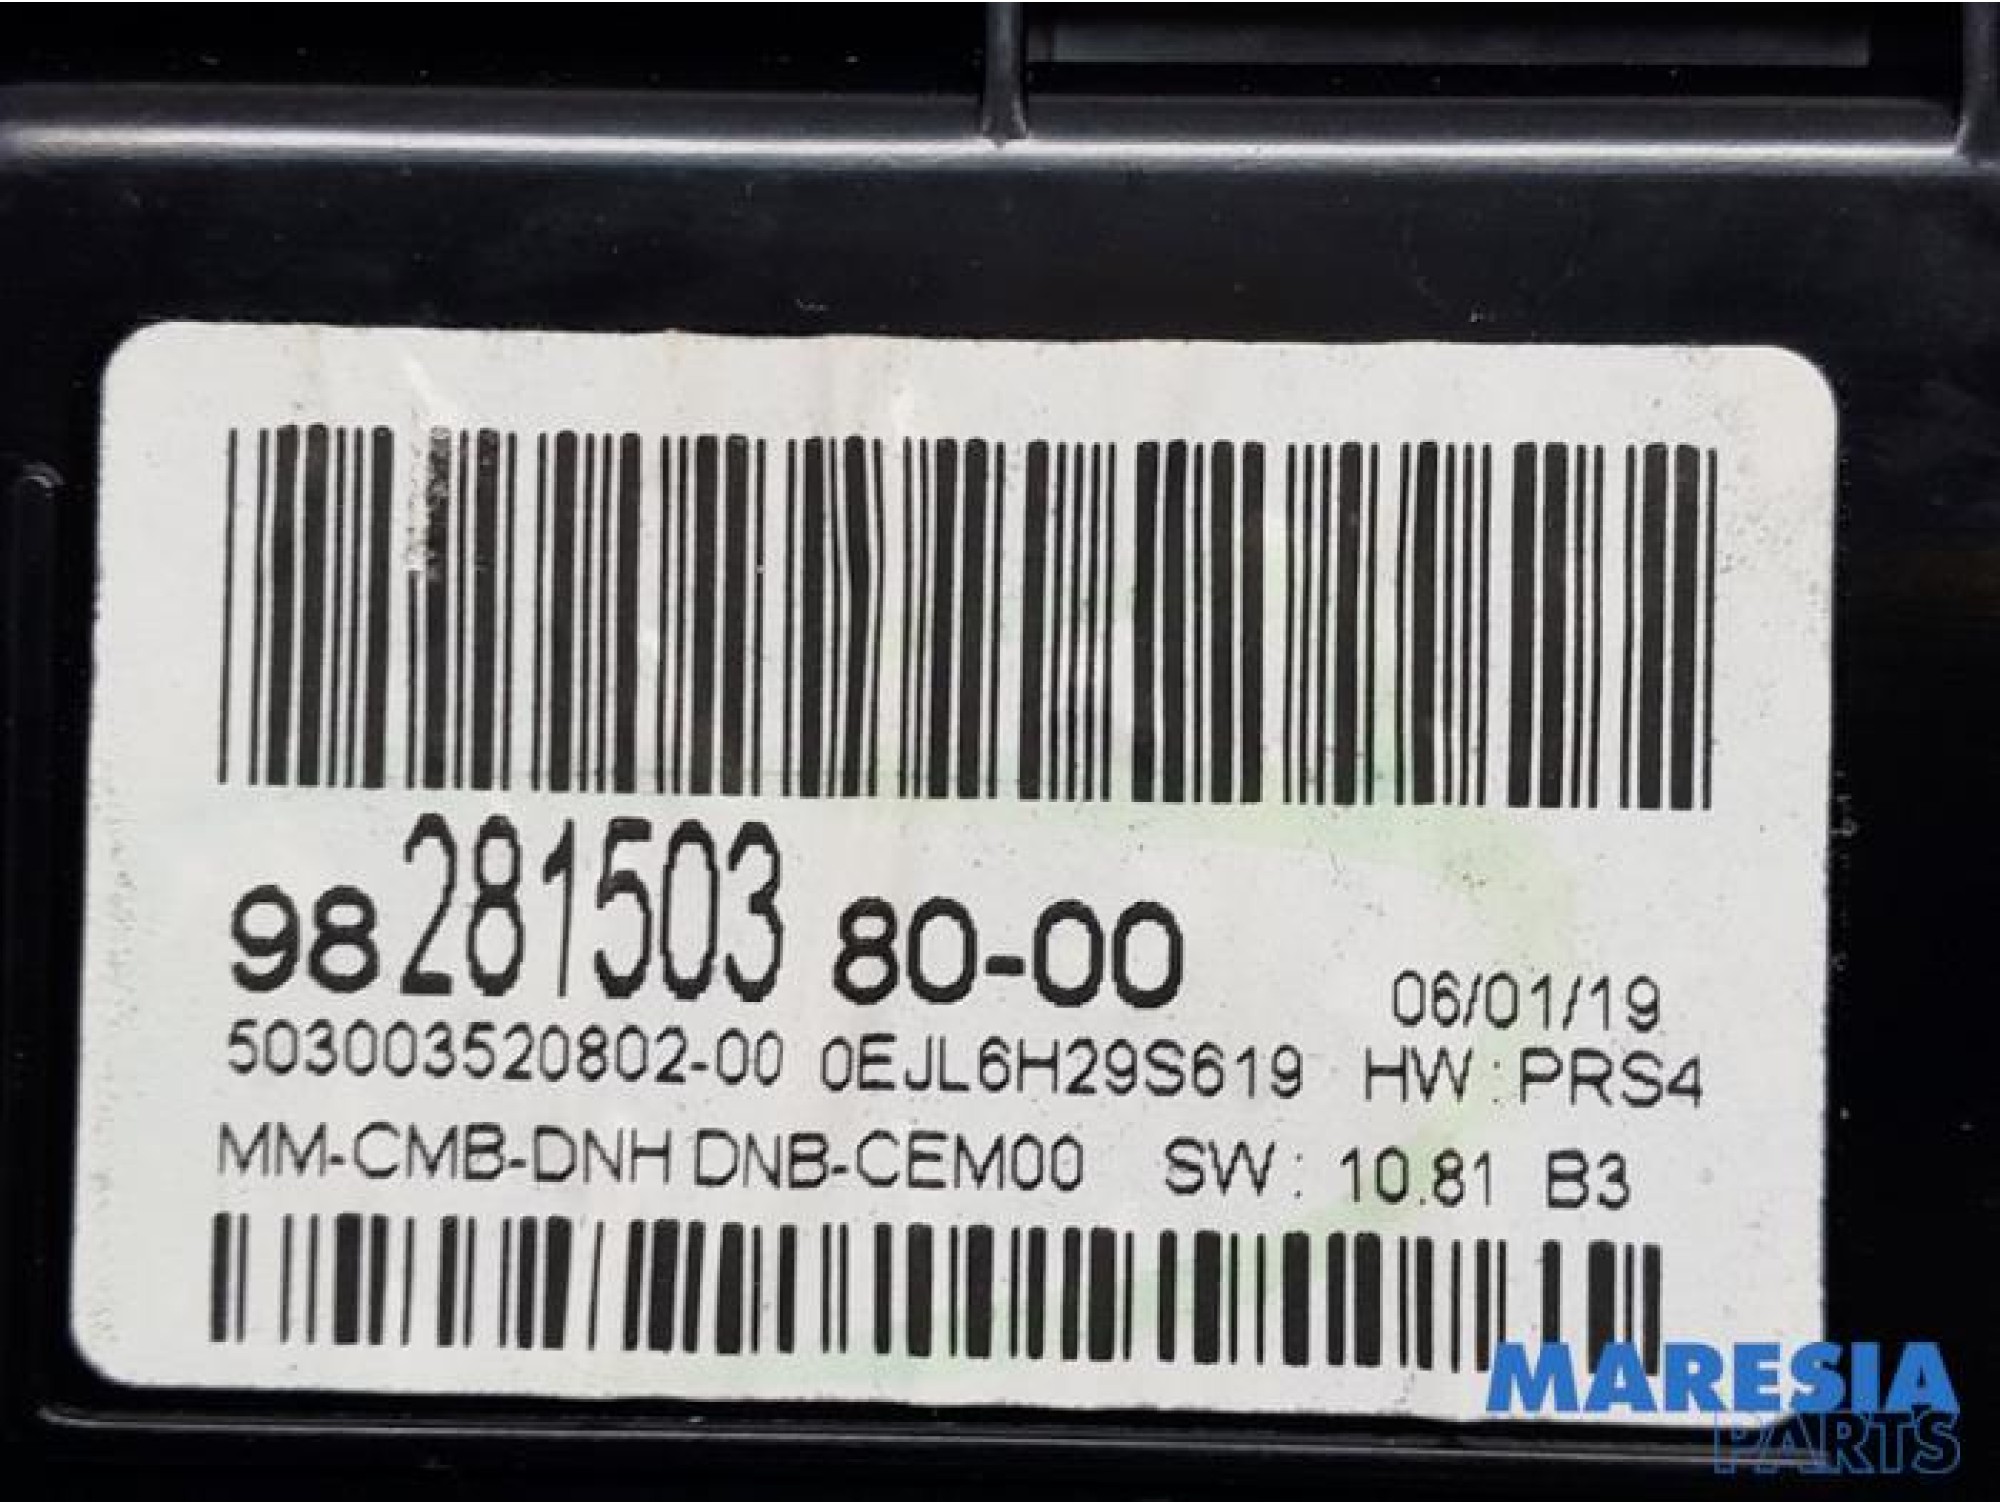 98 281503 80-00
06/01/19
503003520802-00 0EJL6H29S619 HW:PRS4
MM-CMB-DNH DNB-CEM00 SW: 10.81 B3
MARESIA
PARTS